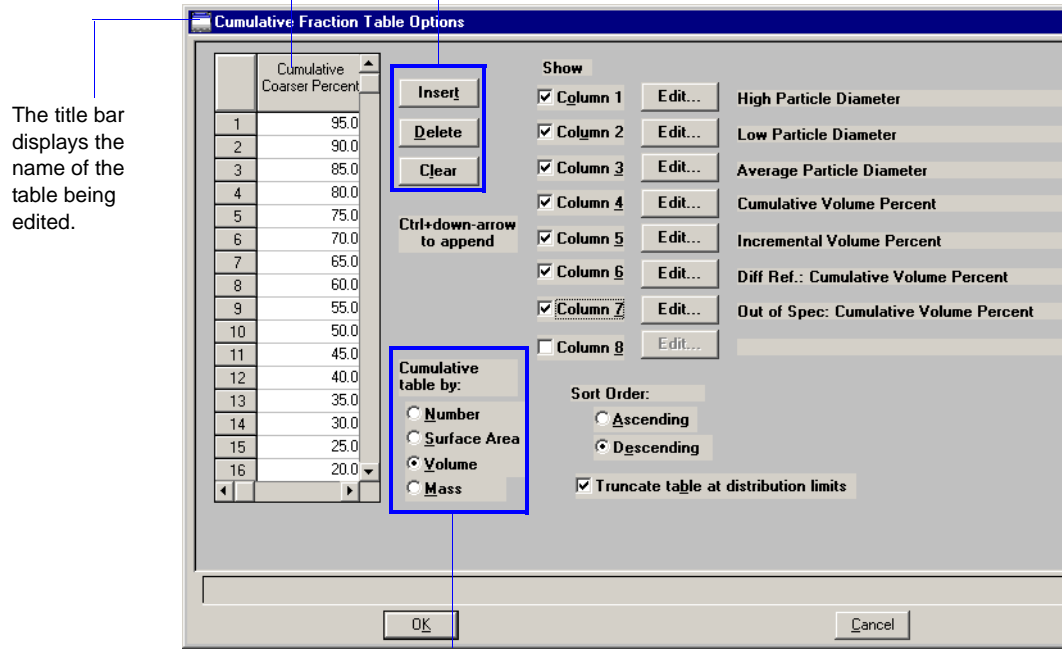 Cumulative Fraction Table Options
The title bar
displays the
name of the
table being
edited.
Cumulative
Coarser Percent
1 95.0
2 90.0
3 85.0
4 80.0
5 75.0
6 70.0
7 65.0
8 60.0
9 55.0
10 50.0
11 45.0
12 40.0
13 35.0
14 30.0
15 25.0
16 20.0
Insert
Delete
Clear
Ctrl+down-arrow
to append
Cumulative
table by:
Number
Surface Area
Volume
Mass
Show
Column 1 Edit... High Particle Diameter
Column 2 Edit... Low Particle Diameter
Column 3 Edit... Average Particle Diameter
Column 4 Edit... Cumulative Volume Percent
Column 5 Edit... Incremental Volume Percent
Column 6 Edit... Diff Ref.: Cumulative Volume Percent
Column 7 Edit... Out of Spec: Cumulative Volume Percent
Column 8 Edit...
Sort Order:
Ascending
Descending
Truncate table at distribution limits
OK Cancel